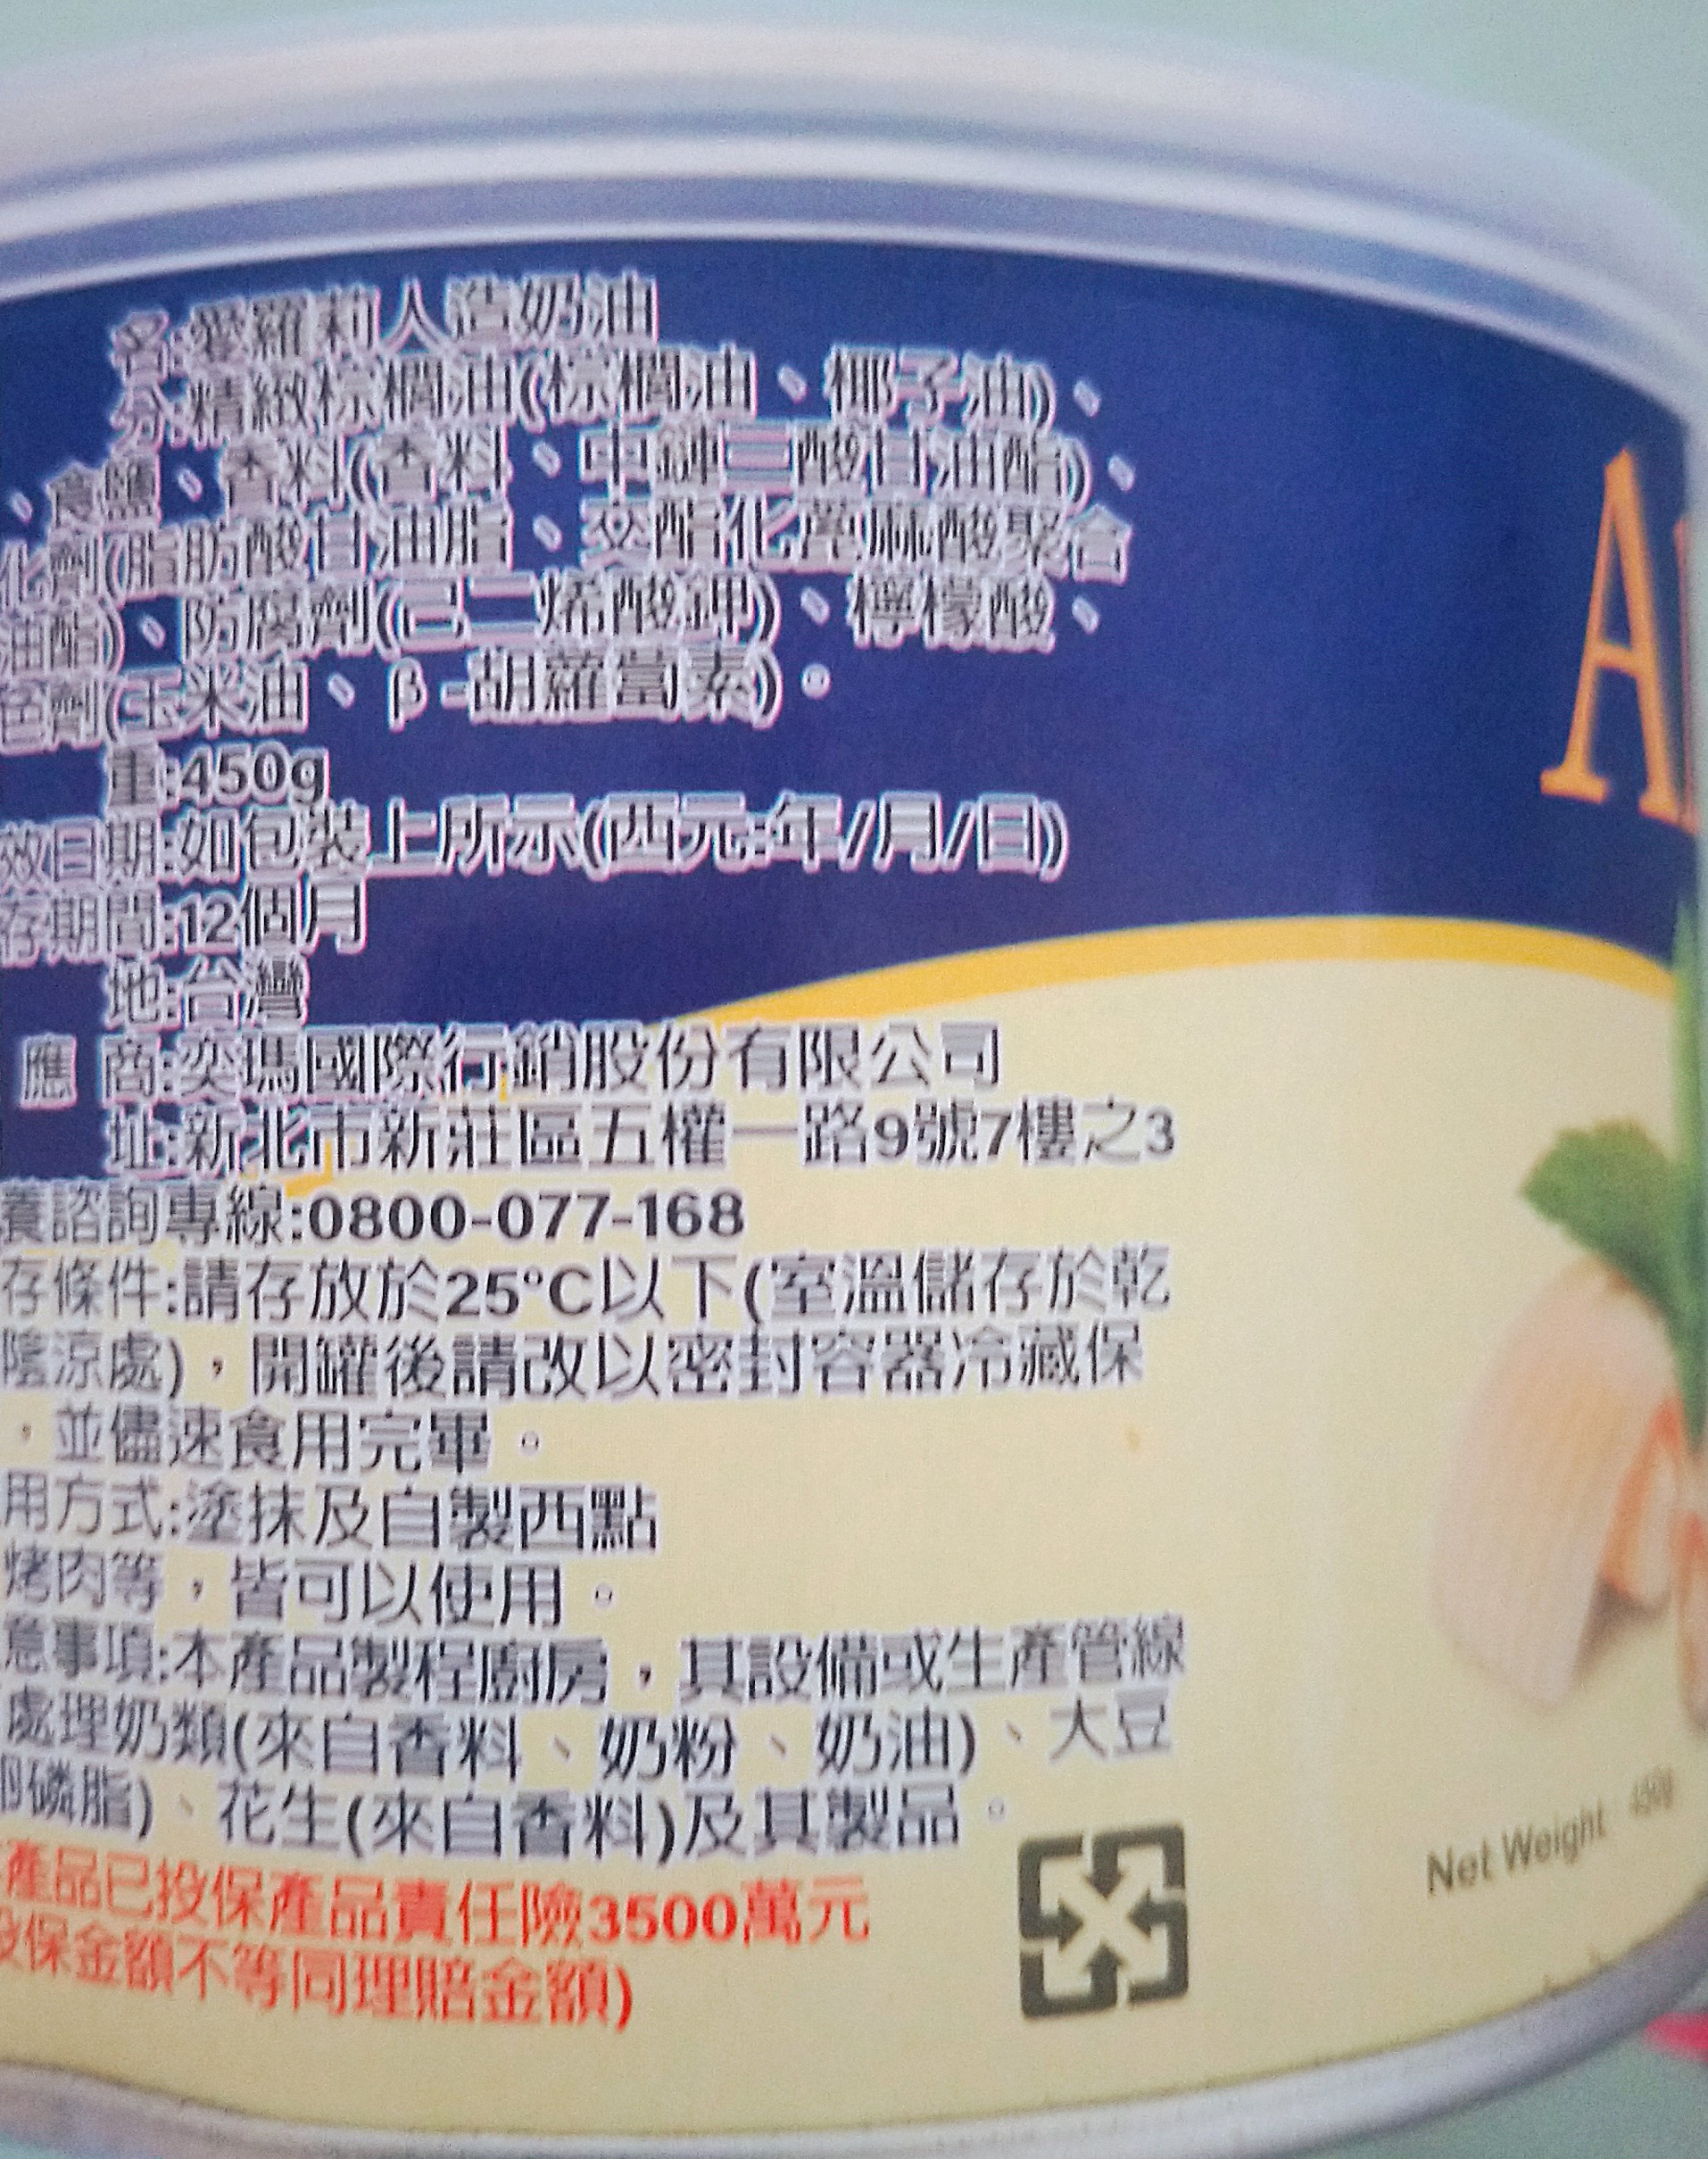 名:愛羅莉人造奶油
分:精緻棕櫚油(棕櫚油、椰子油)、
、食鹽、香料(香料、中鏈三酸甘油酯)、
化劑(脂肪酸甘油脂、交酯化蓖麻酸聚合
油酯)、防腐劑(己二烯酸鉀)、檸檬酸、
色劑(玉米油、β-胡蘿蔔素)。
重:450g
效日期:如包裝上所示(西元:年/月/日)
存期間:12個月
地:台灣
應 商:奕瑪國際行銷股份有限公司
址:新北市新莊區五權一路9號7樓之3
養諮詢專線:0800-077-168
存條件:請存放於25°C以下(室溫儲存於乾
陰涼處),開罐後請改以密封容器冷藏保
,並儘速食用完畢。
用方式:塗抹及自製西點
烤肉等,皆可以使用。
意事項:本產品製程廚房,其設備或生產管線
處理奶類(來自香料、奶粉、奶油)、大豆
卵磷脂)、花生(來自香料)及其製品。
產品已投保產品責任險3500萬元
投保金額不等同理賠金額)
A
Net Weight : 450g